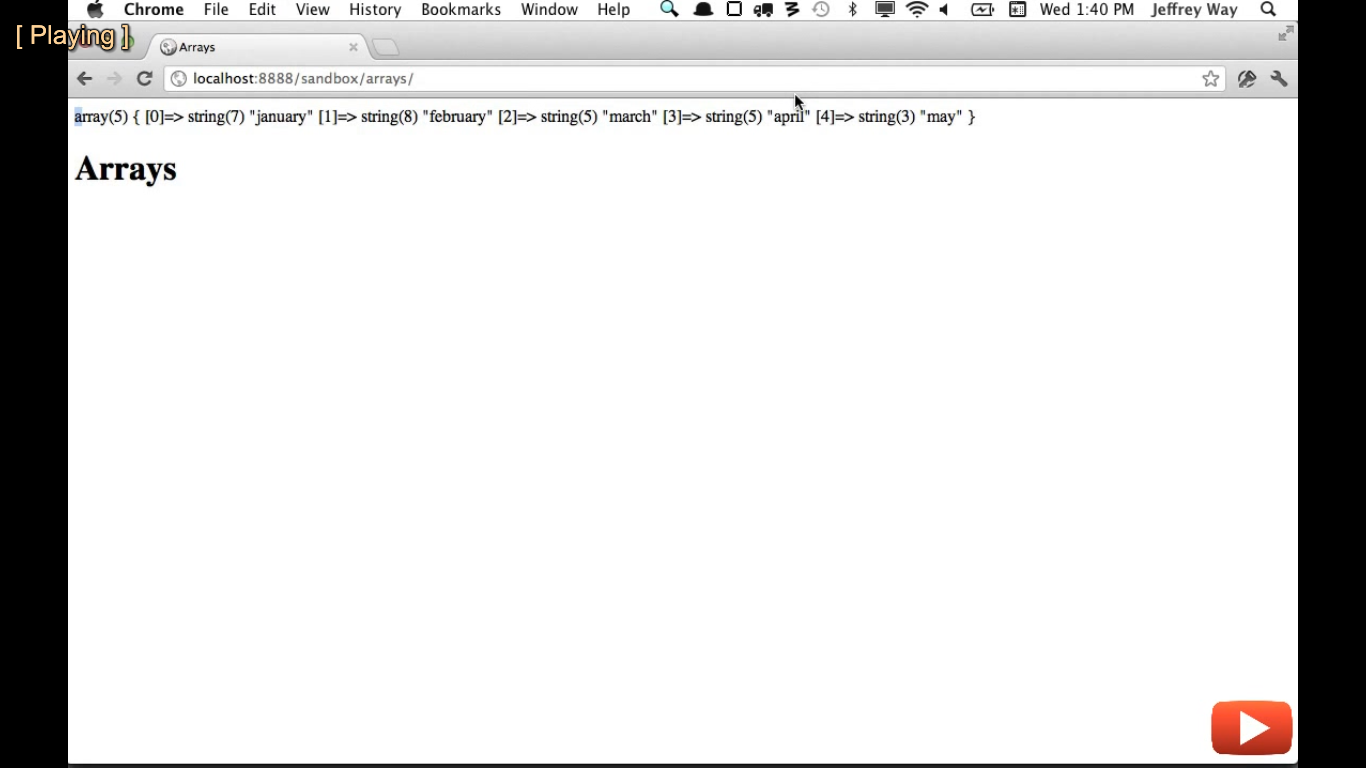 Chrome File Edit View History Bookmarks Window Help Wed 1:40 PM Jeffrey Way
[ Playing ]
Arrays
localhost:8888/sandbox/arrays/
array(5) { [0]=> string(7) "january" [1]=> string(8) "february" [2]=> string(5) "march" [3]=> string(5) "april" [4]=> string(3) "may" }
Arrays